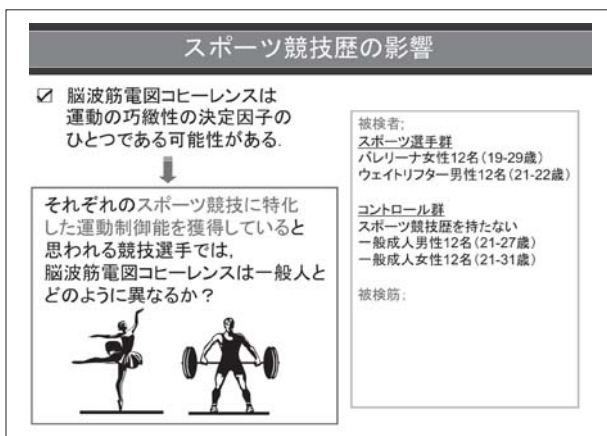 スポーツ競技歴の影響
☑ 脳波筋電図コヒーレンスは
運動の巧緻性の決定因子の
ひとつである可能性がある.
それぞれのスポーツ競技に特化
した運動制御能を獲得していると
思われる競技選手では,
脳波筋電図コヒーレンスは一般人と
どのように異なるか？
被検者;
スポーツ選手群
バレリーナ女性12名(19-29歳)
ウェイトリフター男性12名(21-22歳)
コントロール群
スポーツ競技歴を持たない
一般成人男性12名(21-27歳)
一般成人女性12名(21-31歳)
被検筋;